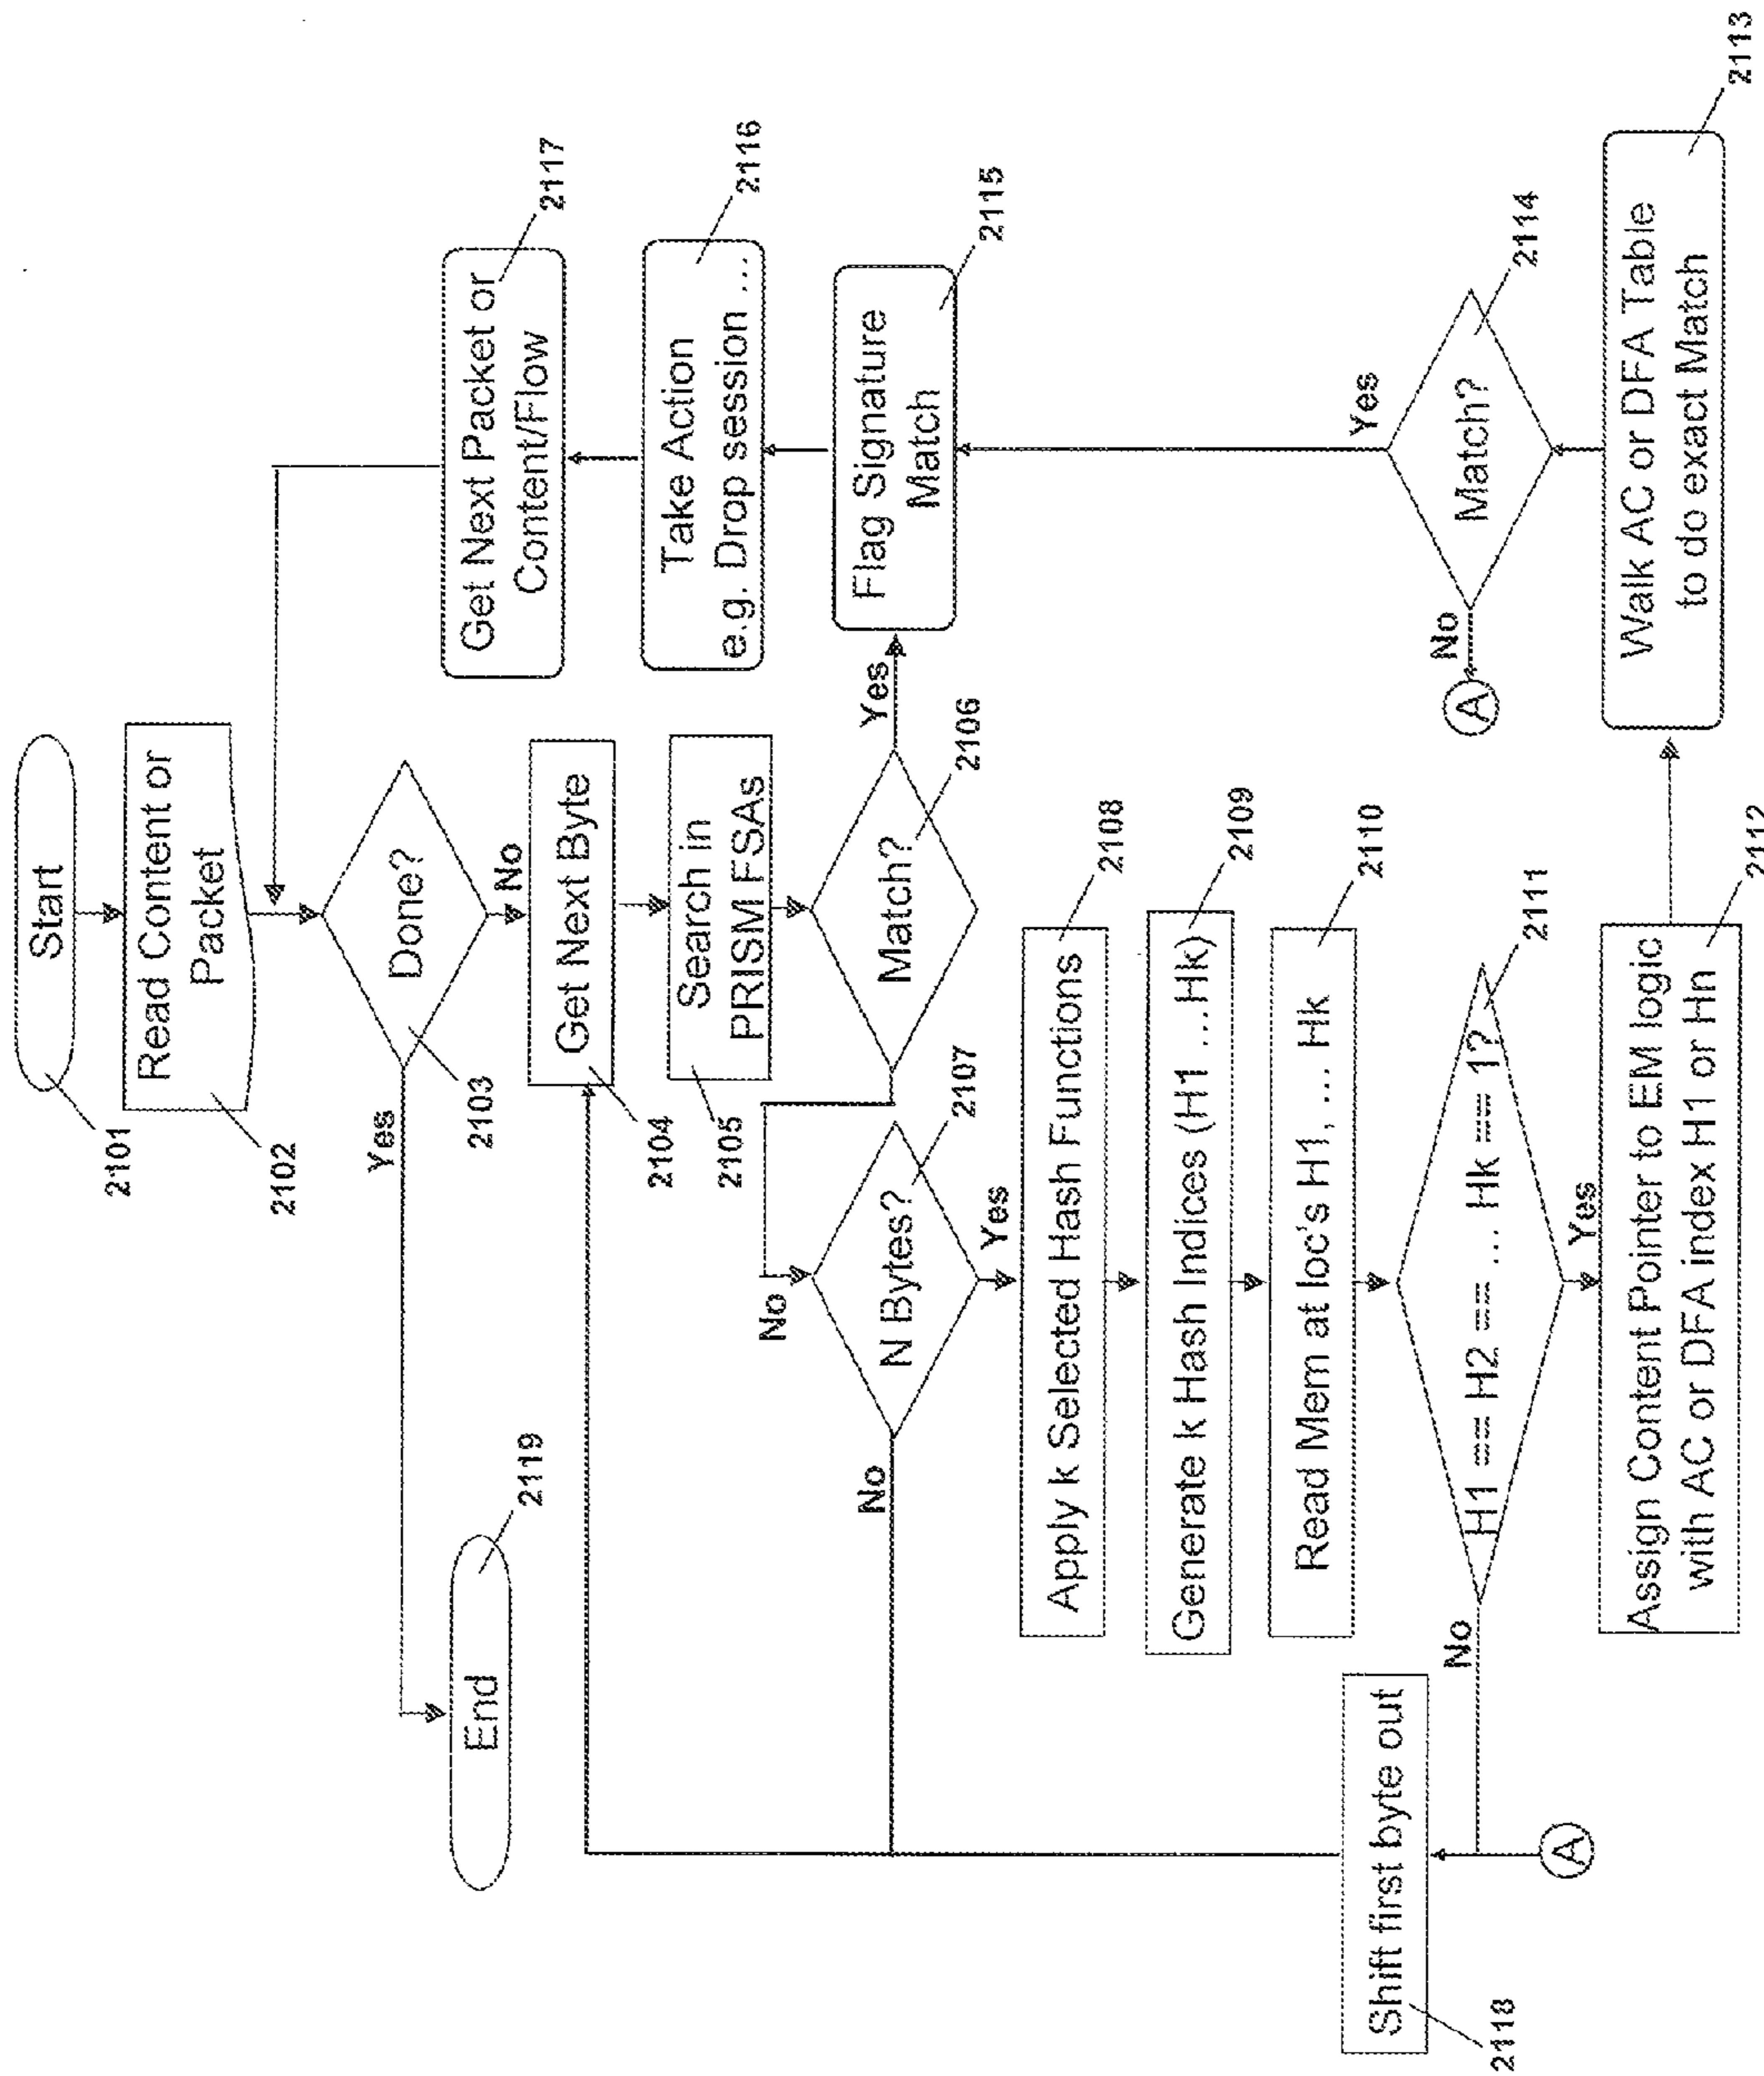 Start
2101
Read Content or
Packet
2102
Done?
2103
Yes
No
End
2119
Get Next Byte
2104
Search in
PRISM FSAs
2105
Match?
2106
Yes
No
N Bytes?
2107
No
Yes
Apply k Selected Hash Functions
2108
Generate k Hash Indices (H1 ...Hk)
2109
Read Mem at loc's H1, ... Hk
2110
H1 == H2 == ... Hk == 1?
2111
No
Yes
Shift first byte out
2118
A
Assign Content Pointer to EM logic
with AC or DFA index H1 or Hn
2112
Get Next Packet or
Content/Flow
2117
Take Action
e.g. Drop session ...
2116
Flag Signature
Match
2115
Yes
Match?
2114
No
A
Walk AC or DFA Table
to do exact Match
2113